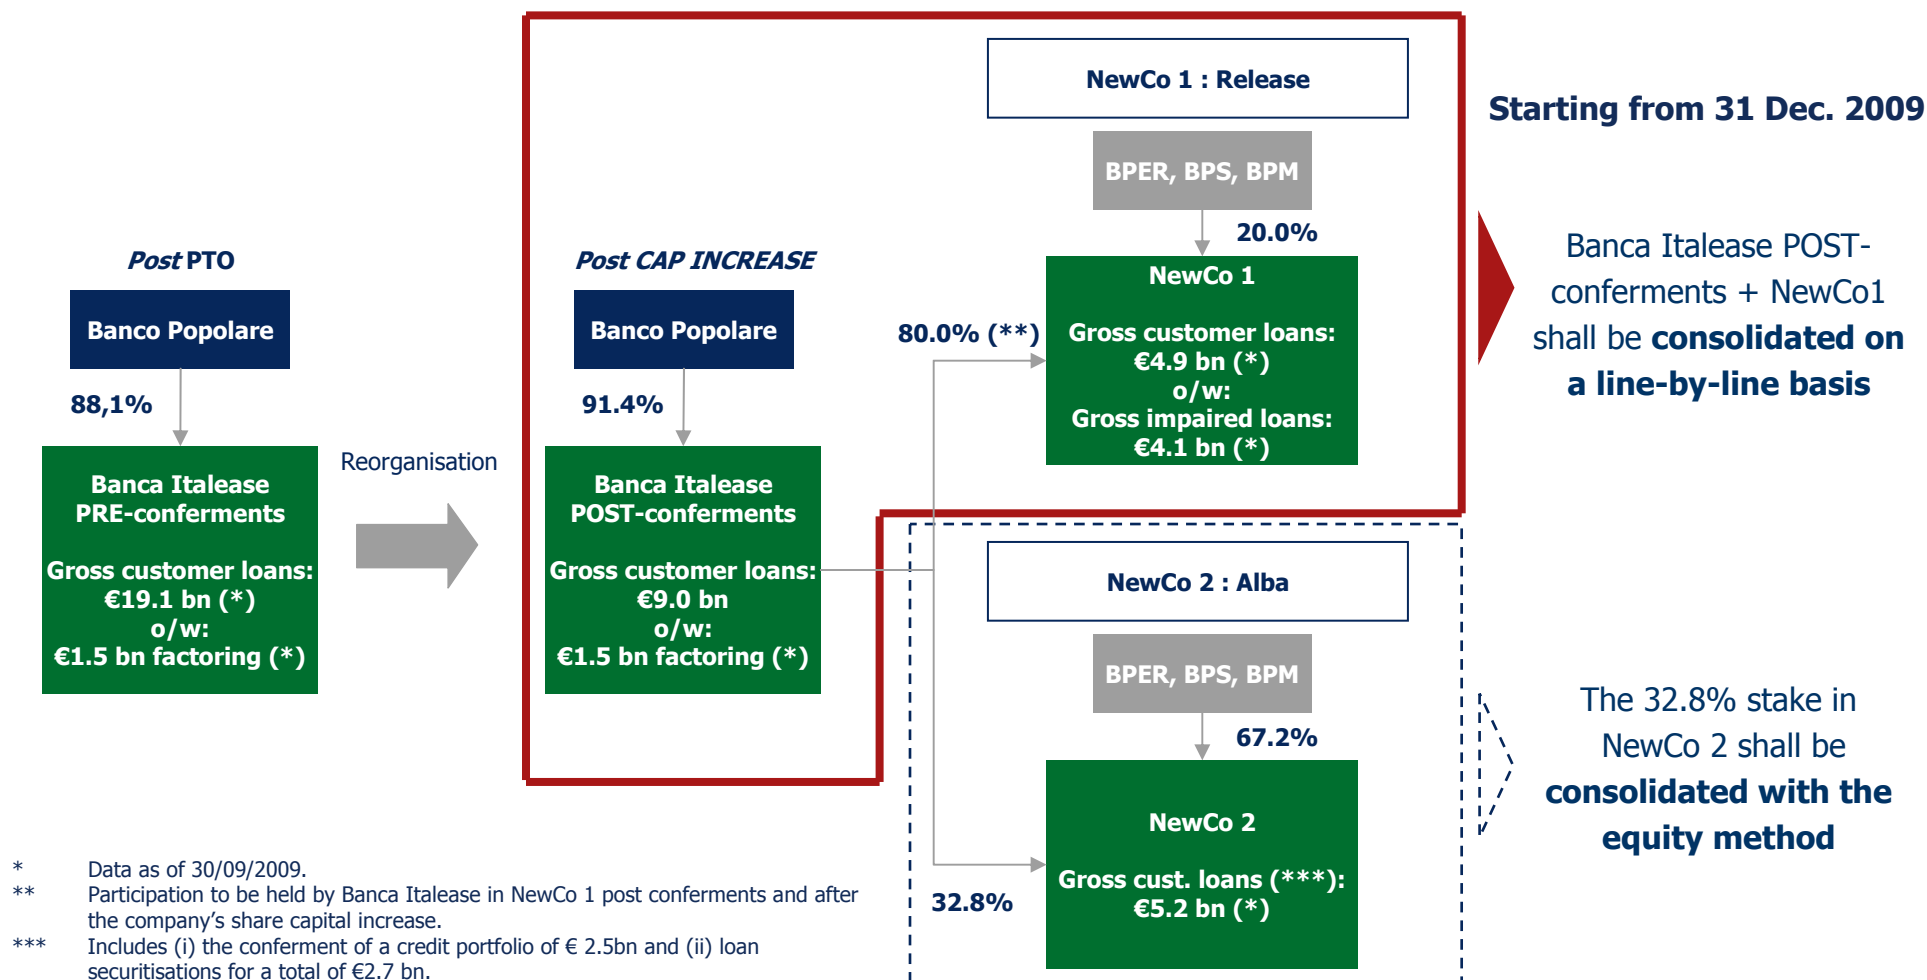 Post PTO
Banco Popolare
88,1%
Banca Italease
PRE-conferments
Gross customer loans:
€19.1 bn (*)
o/w:
€1.5 bn factoring (*)
Reorganisation
Post CAP INCREASE
Banco Popolare
91.4%
Banca Italease
POST-conferments
Gross customer loans:
€9.0 bn
o/w:
€1.5 bn factoring (*)
NewCo 1 : Release
BPER, BPS, BPM
20.0%
80.0% (**)
NewCo 1
Gross customer loans:
€4.9 bn (*)
o/w:
Gross impaired loans:
€4.1 bn (*)
NewCo 2 : Alba
BPER, BPS, BPM
67.2%
32.8%
NewCo 2
Gross cust. loans (***):
€5.2 bn (*)
Starting from 31 Dec. 2009
Banca Italease POST-
conferments + NewCo1
shall be consolidated on
a line-by-line basis
The 32.8% stake in
NewCo 2 shall be
consolidated with the
equity method
* Data as of 30/09/2009.
** Participation to be held by Banca Italease in NewCo 1 post conferments and after
the company's share capital increase.
*** Includes (i) the conferment of a credit portfolio of € 2.5bn and (ii) loan
securitisations for a total of €2.7 bn.